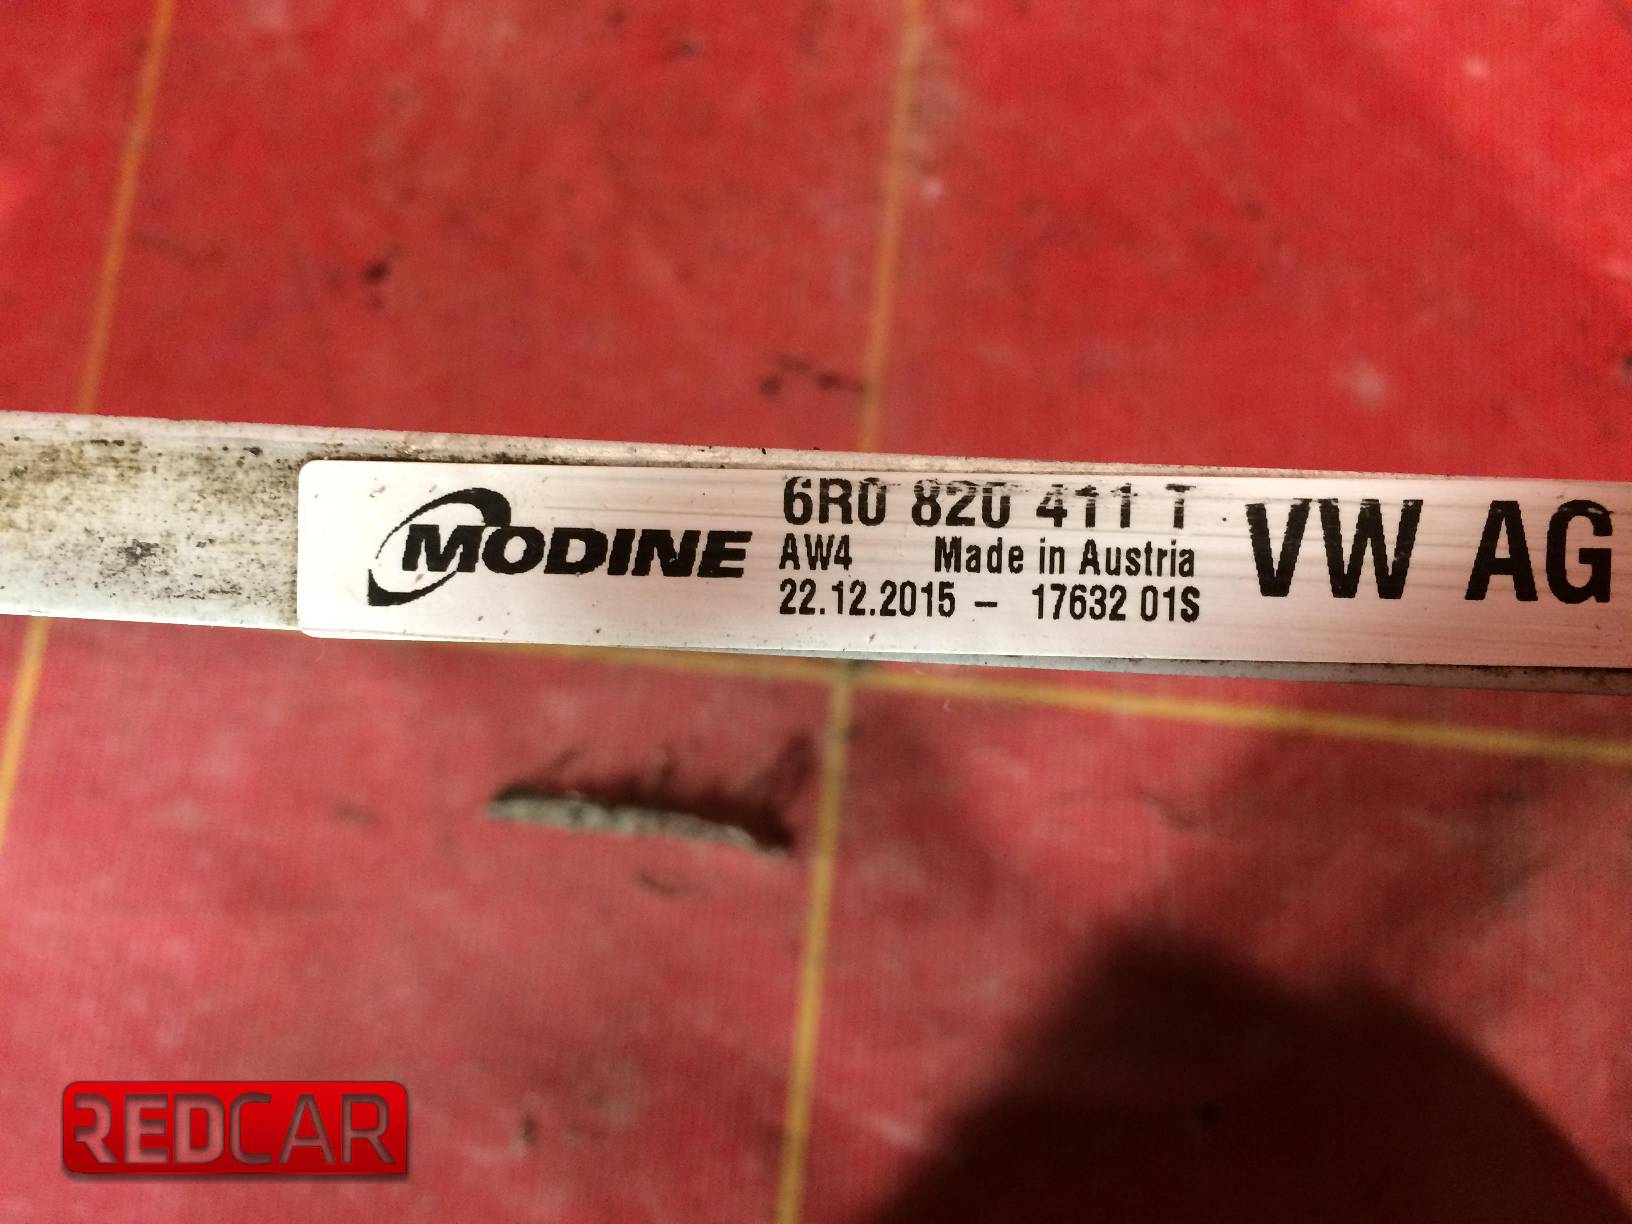 MODINE
6R0 820 411 T
AW4 Made in Austria
22.12.2015 - 17632 01S
VW AG
REDCAR